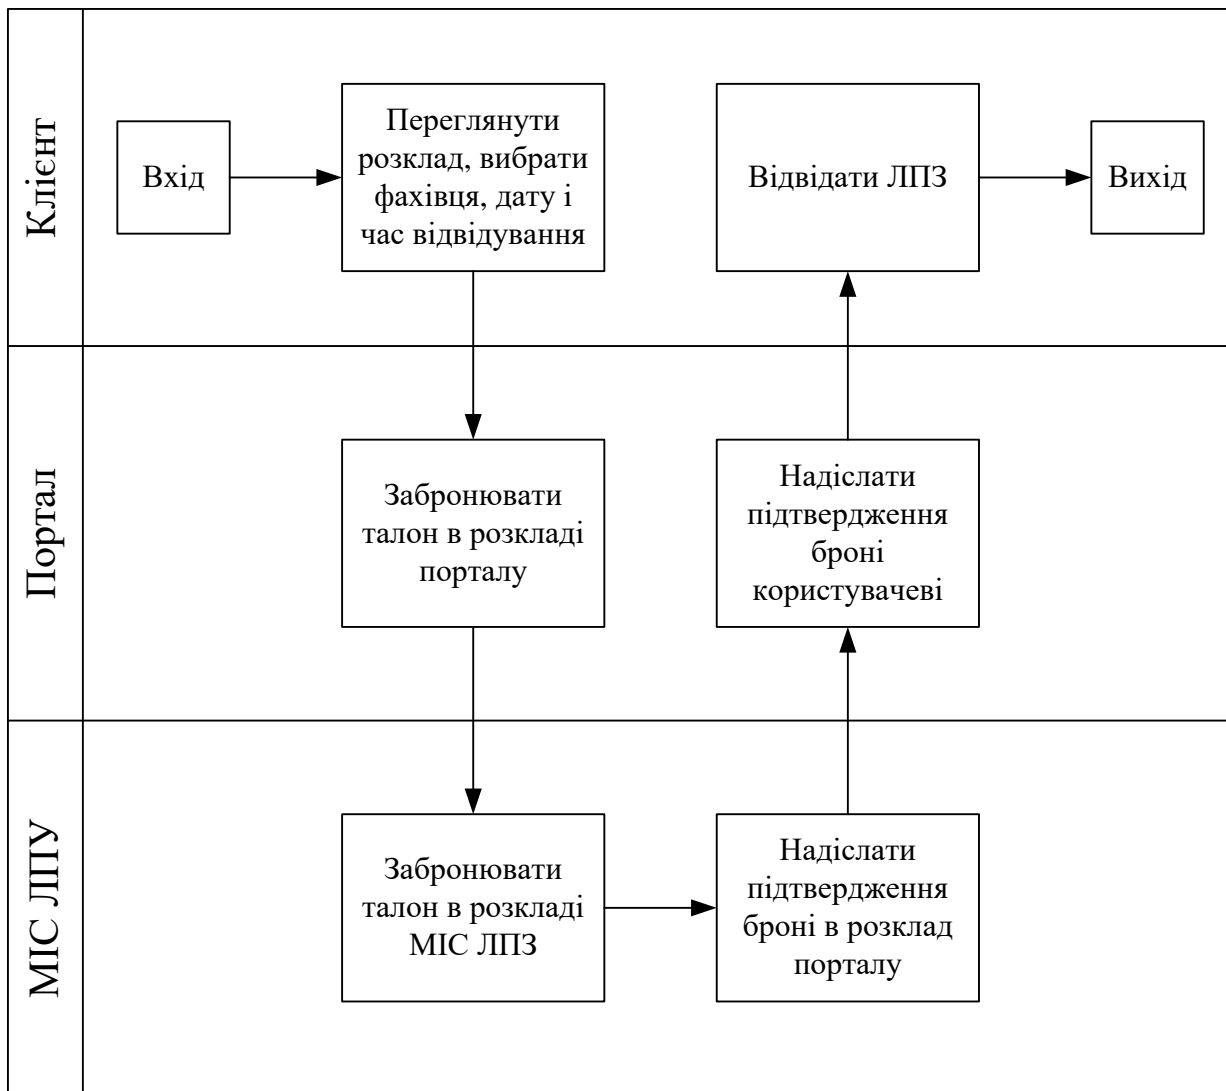 Клієнт
Вхід
Переглянути
розклад, вибрати
фахівця, дату і
час відвідування
Відвідати ЛПЗ
Вихід
Портал
Забронювати
талон в розкладі
порталу
Надіслати
підтвердження
броні
користувачеві
МІС ЛПУ
Забронювати
талон в розкладі
МІС ЛПЗ
Надіслати
підтвердження
броні в розклад
порталу